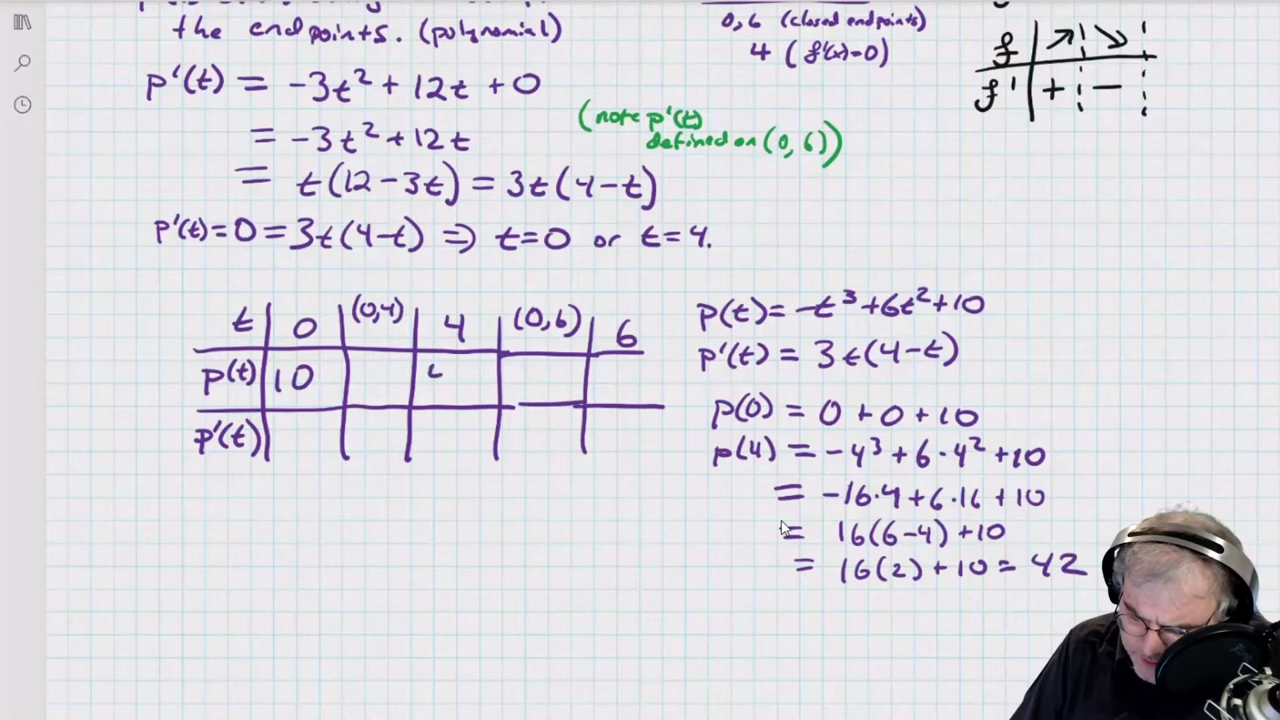 the endpoints. (polynomial)
p'(t) = -3t² + 12t + 0
= -3t² + 12t
= t(12-3t) = 3t(4-t)
p'(t)=0=3t(4-t) ⇒ t=0 or t=4.
0,6 (closed endpoints)
4 (f'(x)=0)
(note p'(t)
defined on (0,6))
f ↗ ↘
f' + -
t 0 (0,4) 4 (0,6) 6
p(t) 10
p'(t)
p(t) = -t³+6t²+10
p'(t) = 3t(4-t)
p(0) = 0 + 0 + 10
p(4) = -4³ + 6·4² + 10
= -16·4 + 6·16 + 10
= 16(6-4) + 10
= 16(2) + 10 = 42